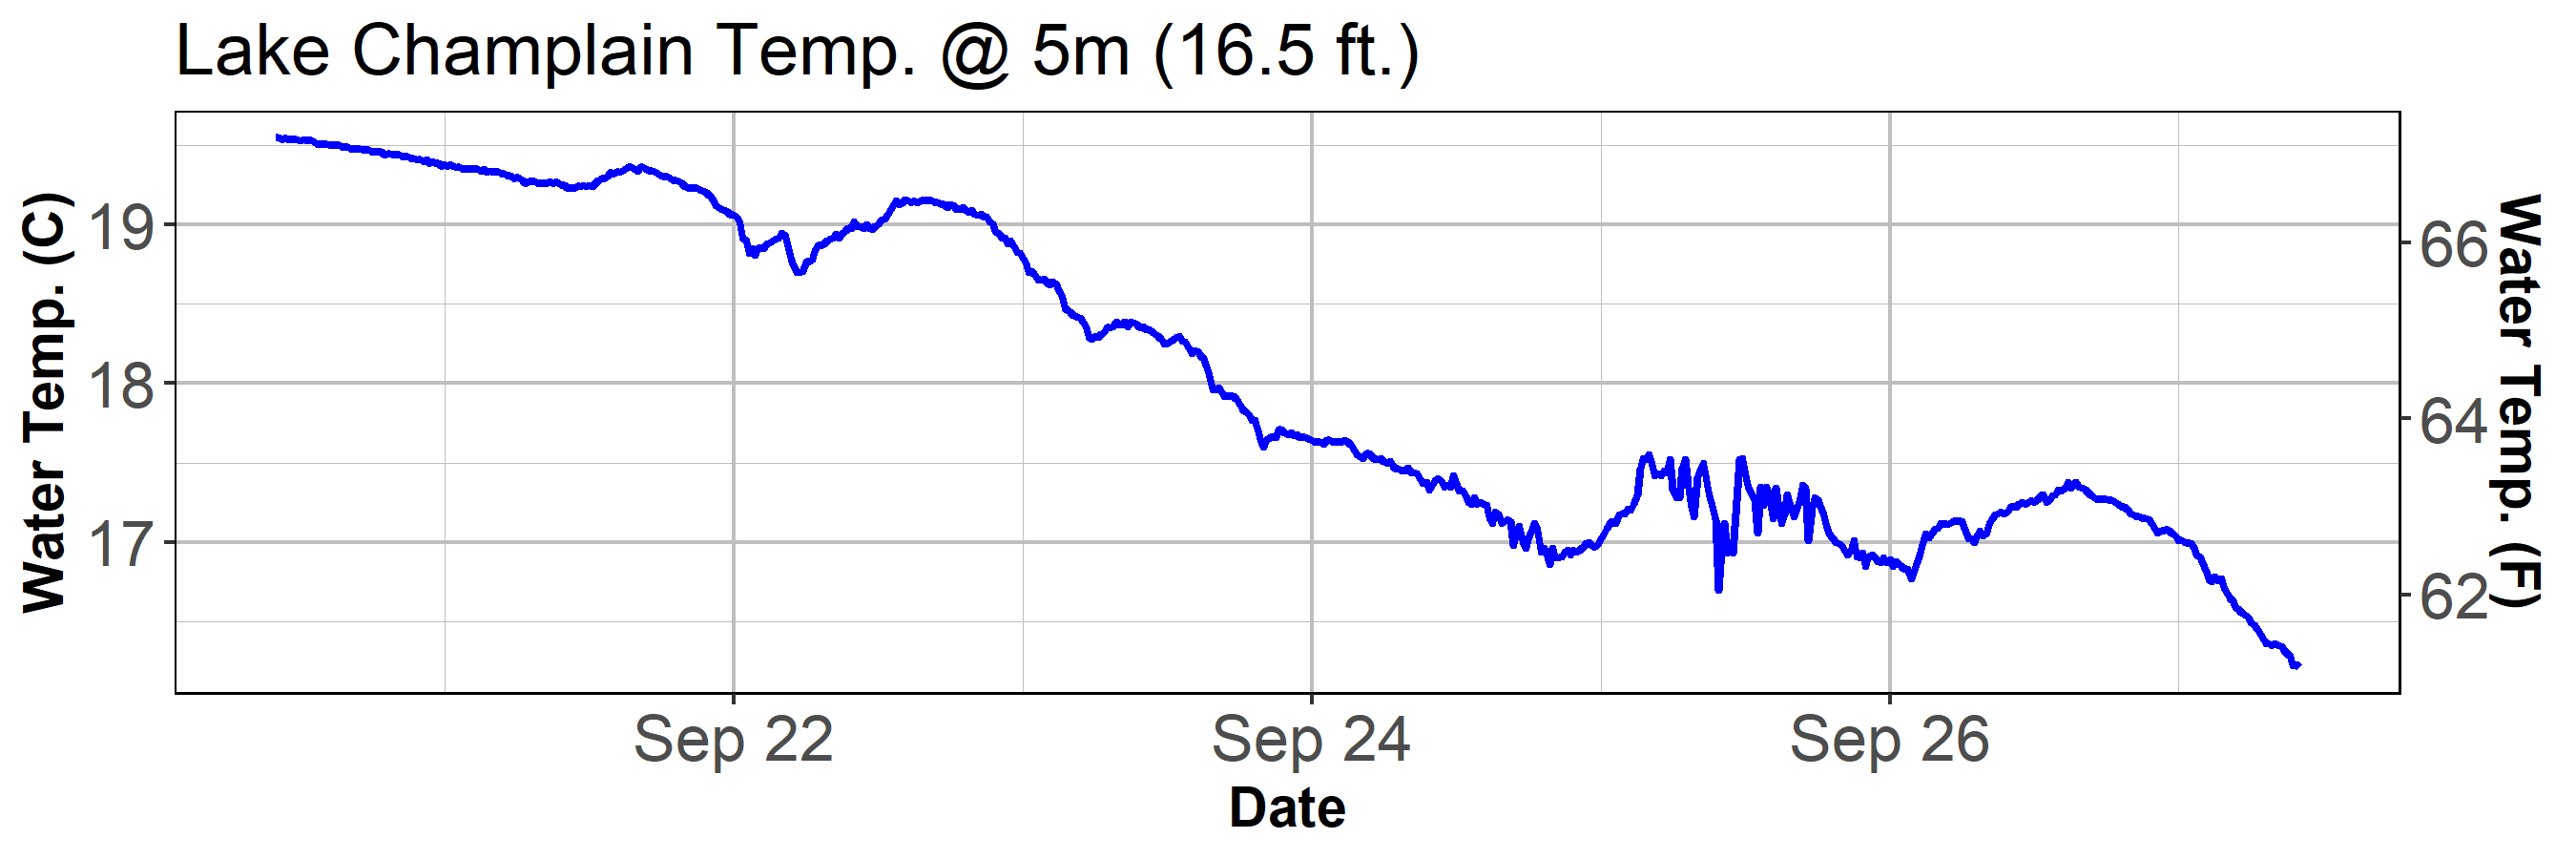 Lake Champlain Temp. @ 5m (16.5 ft.)
Water Temp. (C)
19
18
17
66
64
62
Water Temp. (F)
Sep 22
Sep 24
Sep 26
Date